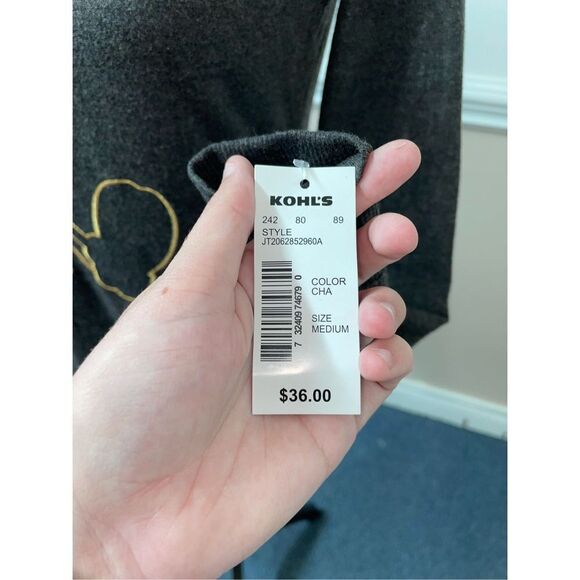 KOHL'S
242 80 89
STYLE
JT2062852960A
7 32409 74679 0
COLOR
CHA
SIZE
MEDIUM
$36.00